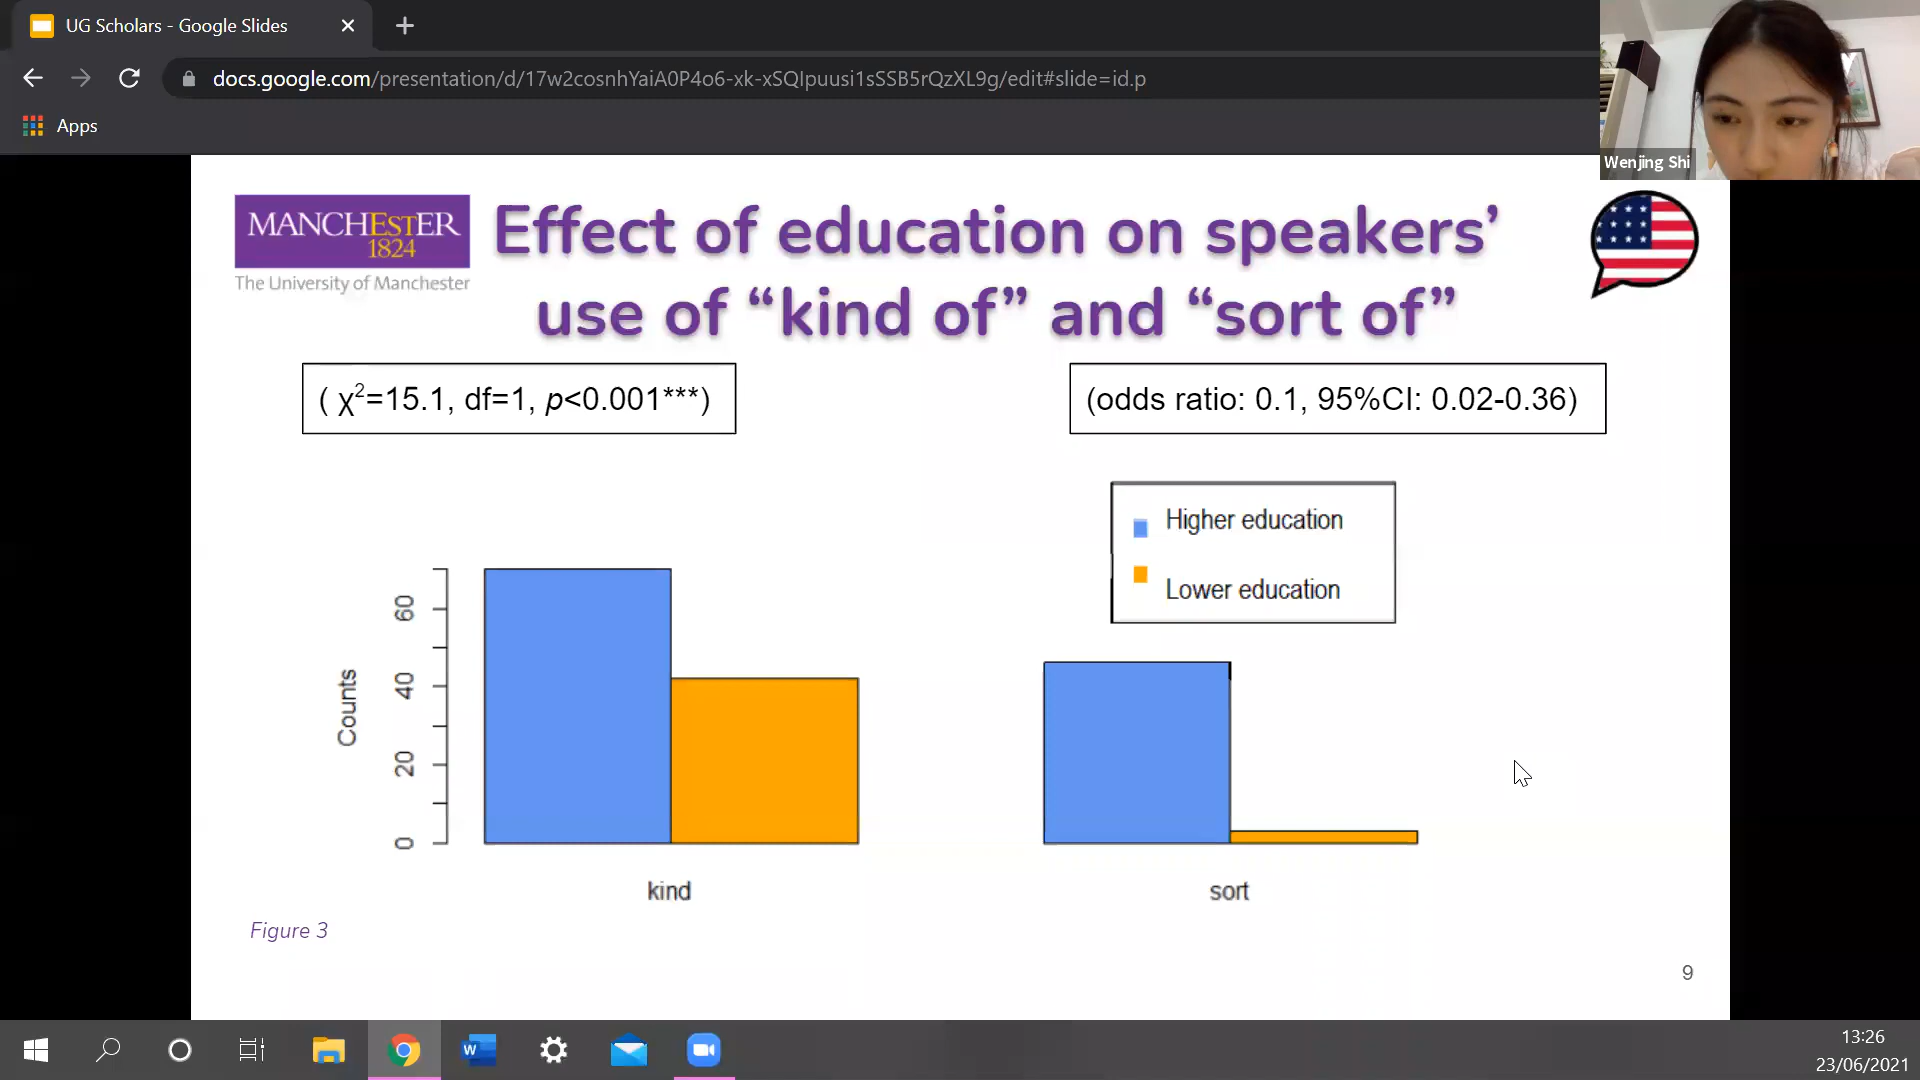 UG Scholars - Google Slides
docs.google.com/presentation/d/17w2cosnhYaiA0P4o6-xk-xSQIpuusi1sSSB5rQzXL9g/edit#slide=id.p
Apps
Wenjing Shi
MANCHESTER
1824
The University of Manchester
Effect of education on speakers’
use of “kind of” and “sort of”
( χ²=15.1, df=1, p<0.001***)
(odds ratio: 0.1, 95%CI: 0.02-0.36)
Higher education
Lower education
Counts
60
40
20
0
kind
sort
Figure 3
9
W
13:26
23/06/2021